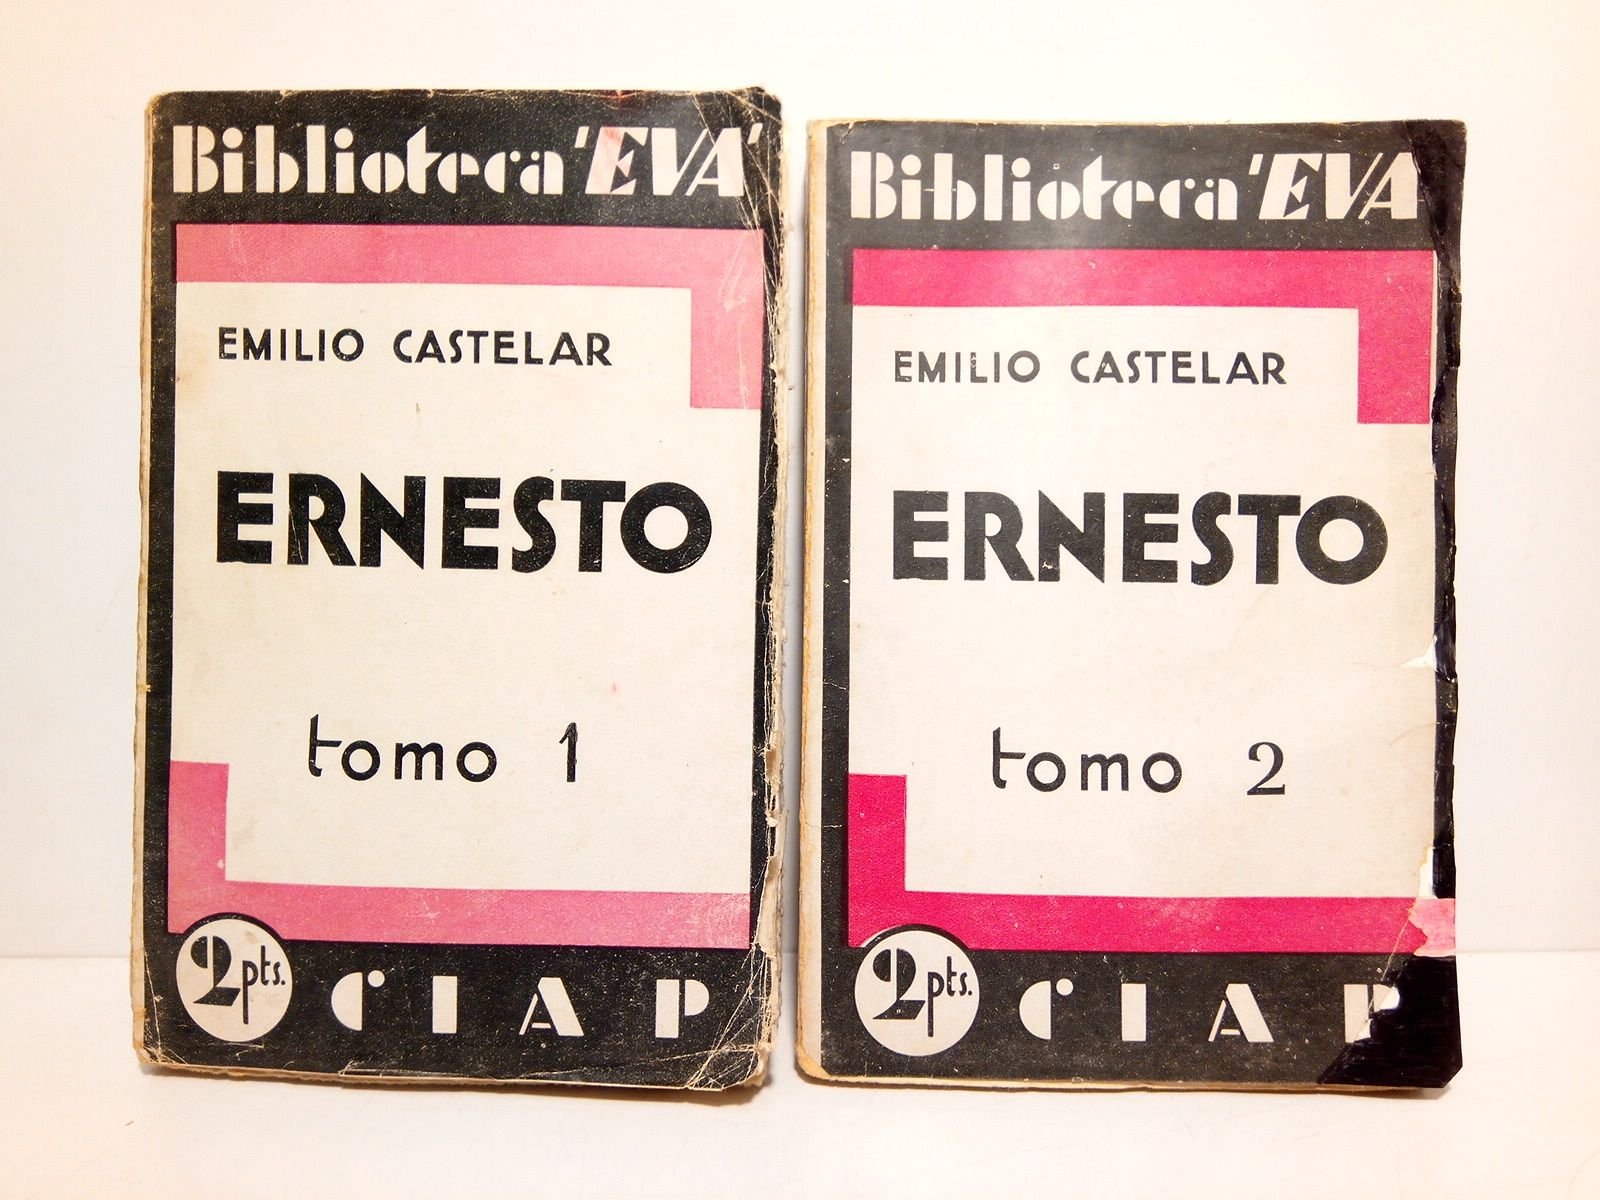 Biblioteca 'EVA'
EMILIO CASTELAR
ERNESTO
tomo 1
2 pts.
CIAP
Biblioteca 'EVA
EMILIO CASTELAR
ERNESTO
tomo 2
2 pts.
CIAP